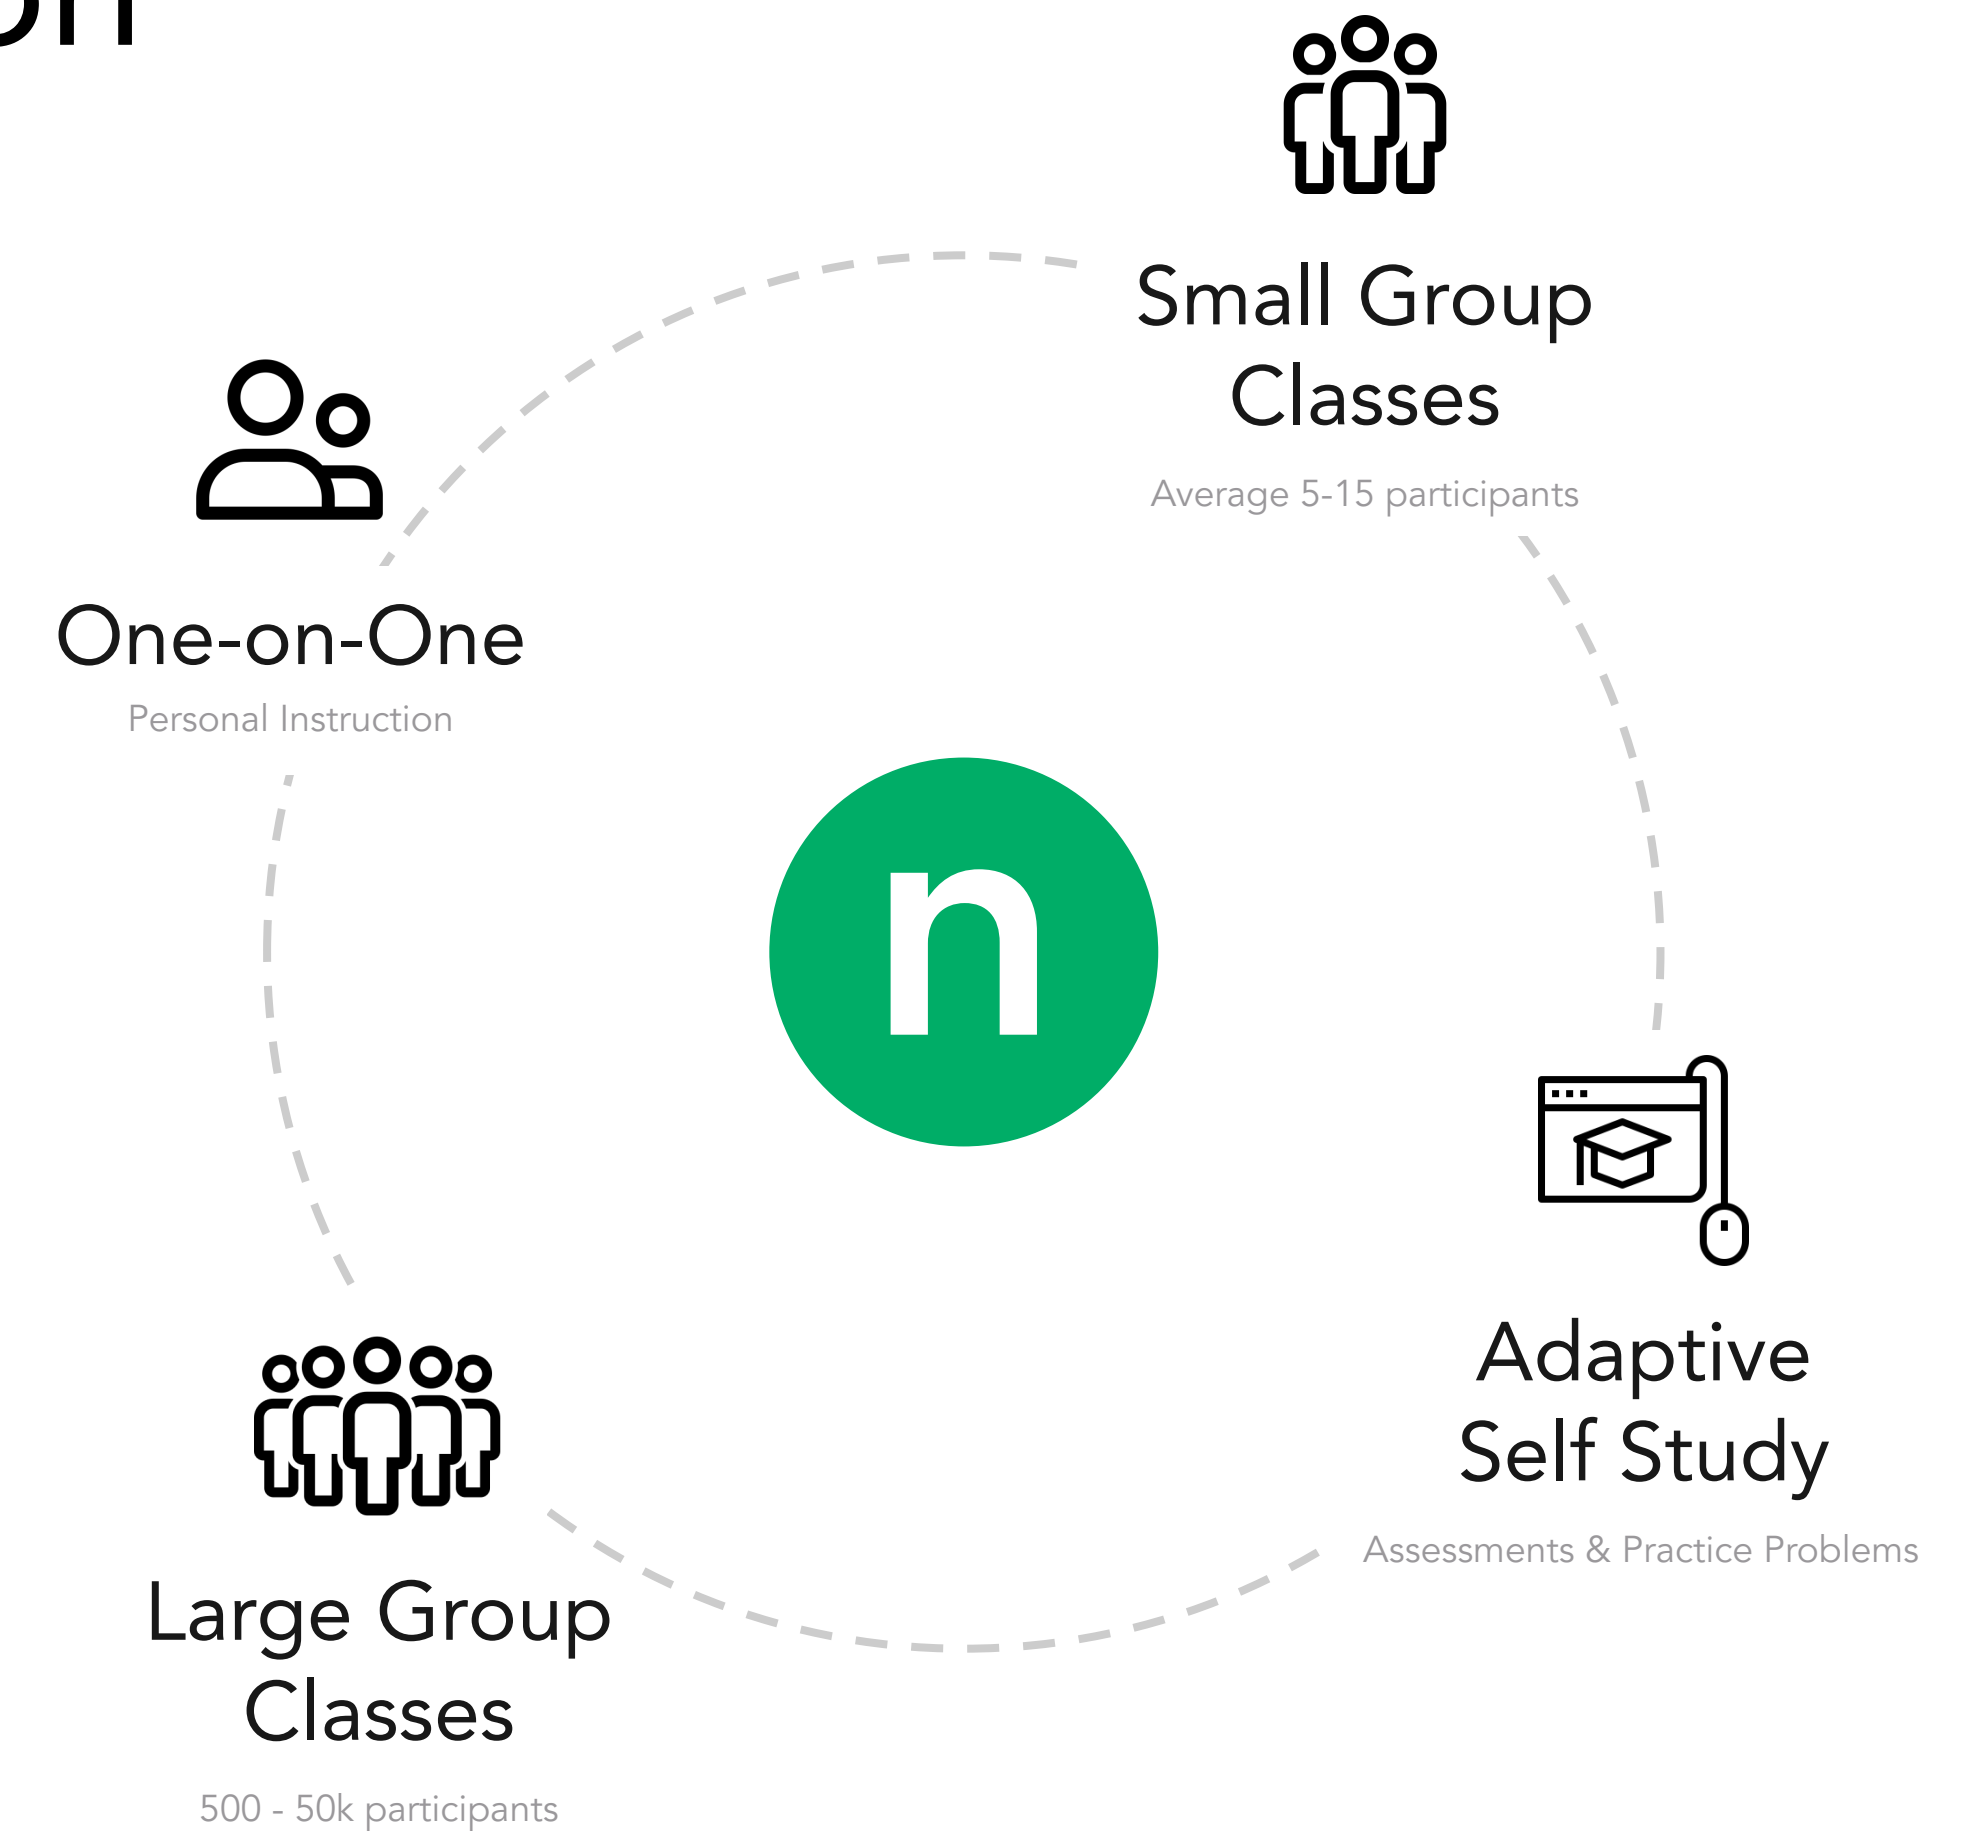 Small Group
Classes
Average 5-15 participants
One-on-One
Personal Instruction
n
Adaptive
Self Study
Assessments & Practice Problems
Large Group
Classes
500 - 50k participants